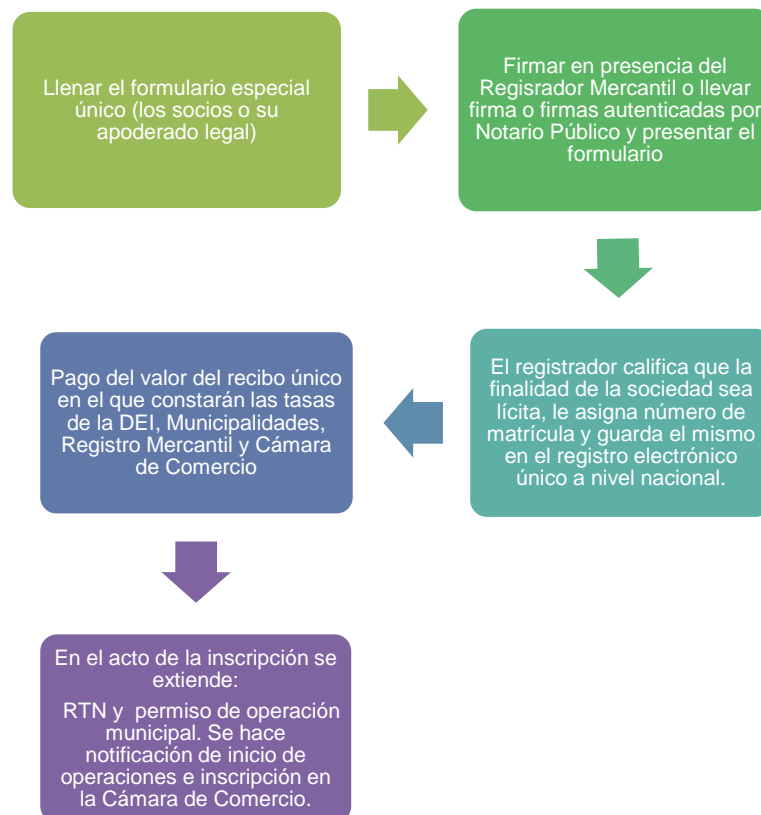 Llenar el formulario especial
único (los socios o su
apoderado legal)
Firmar en presencia del
Regisrador Mercantil o llevar
firma o firmas autenticadas por
Notario Público y presentar el
formulario
El registrador califica que la
finalidad de la sociedad sea
lícita, le asigna número de
matrícula y guarda el mismo
en el registro electrónico
único a nivel nacional.
Pago del valor del recibo único
en el que constarán las tasas
de la DEI, Municipalidades,
Registro Mercantil y Cámara
de Comercio
En el acto de la inscripción se
extiende:
RTN y permiso de operación
municipal. Se hace
notificación de inicio de
operaciones e inscripción en
la Cámara de Comercio.